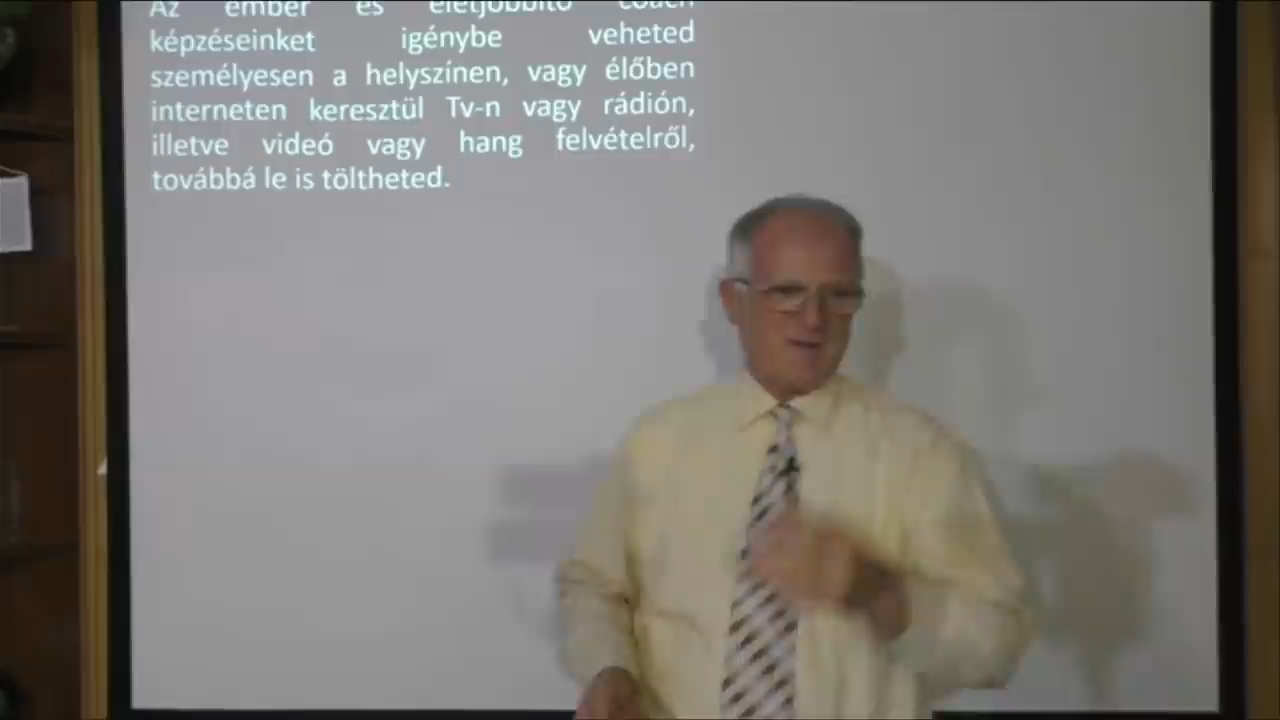 Az ember és életjobbító coach
képzéseinket igénybe veheted
személyesen a helyszínen, vagy élőben
interneten keresztül Tv-n vagy rádión,
illetve videó vagy hang felvételről,
továbbá le is töltheted.